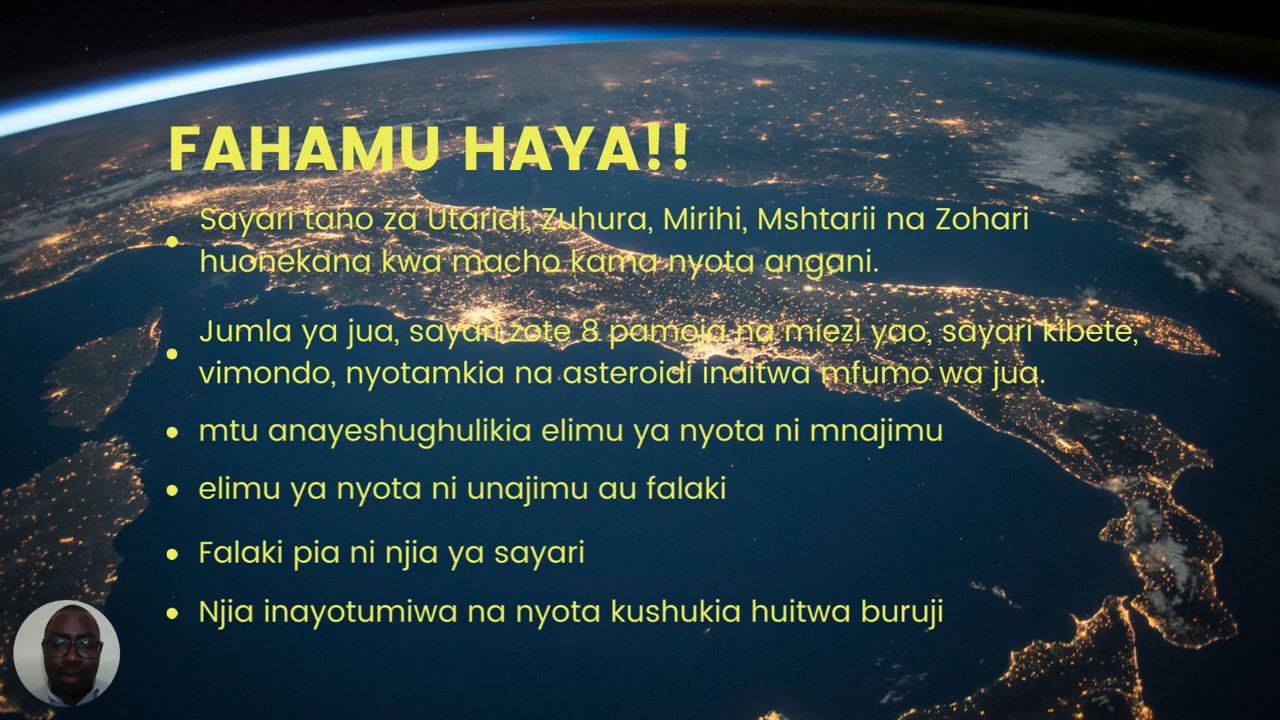 FAHAMU HAYA!!
• Sayari tano za Utaridi, Zuhura, Mirihi, Mshtarii na Zohari
huonekana kwa macho kama nyota angani.
• Jumla ya jua, sayari zote 8 pamoja na miezi yao, sayari kibete,
vimondo, nyotamkia na asteroidi inaitwa mfumo wa jua.
• mtu anayeshughulikia elimu ya nyota ni mnajimu
• elimu ya nyota ni unajimu au falaki
• Falaki pia ni njia ya sayari
• Njia inayotumiwa na nyota kushukia huitwa buruji